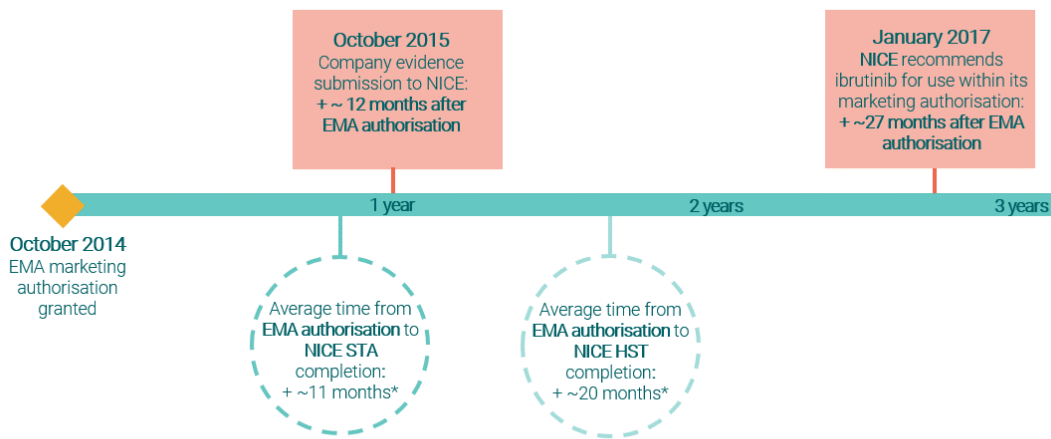 October 2015
Company evidence
submission to NICE:
+ ~ 12 months after
EMA authorisation
January 2017
NICE recommends
ibrutinib for use within its
marketing authorisation:
+ ~27 months after EMA
authorisation
1 year
2 years
3 years
October 2014
EMA marketing
authorisation
granted
Average time from
EMA authorisation to
NICE STA
completion:
+ ~11 months*
Average time from
EMA authorisation to
NICE HST
completion:
+ ~20 months*